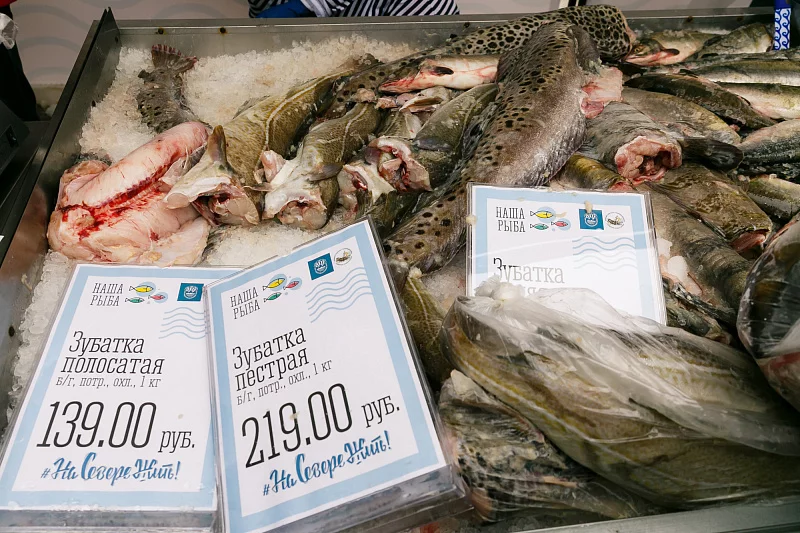 НАША
РЫБА
Зубатка
полосатая
б/г, потр., охл., 1 кг
139.00 руб.
#На Севере Жить!
НАША
РЫБА
Зубатка
пестрая
б/г, потр., охл., 1 кг
219.00 руб.
#На Севере Жить!
НАША
РЫБА
Зубатка